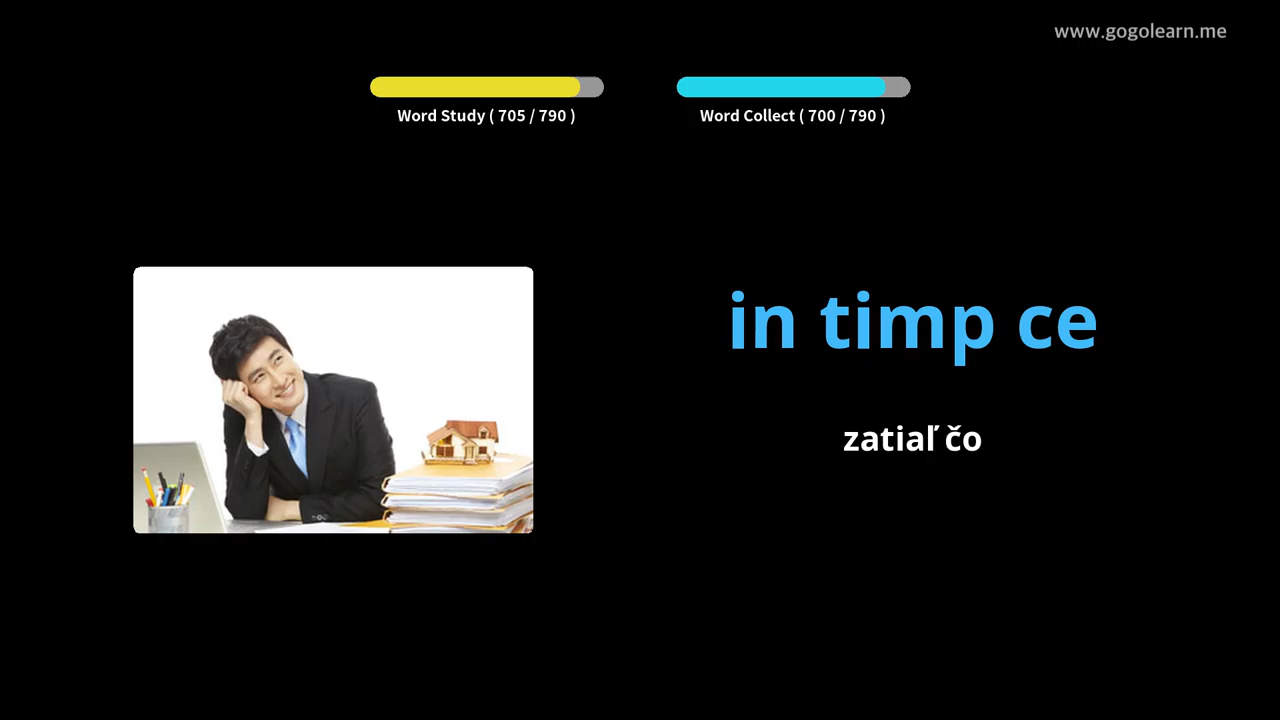 www.gogolearn.me
Word Study ( 705 / 790 )
Word Collect ( 700 / 790 )
in timp ce
zatiaľ čo